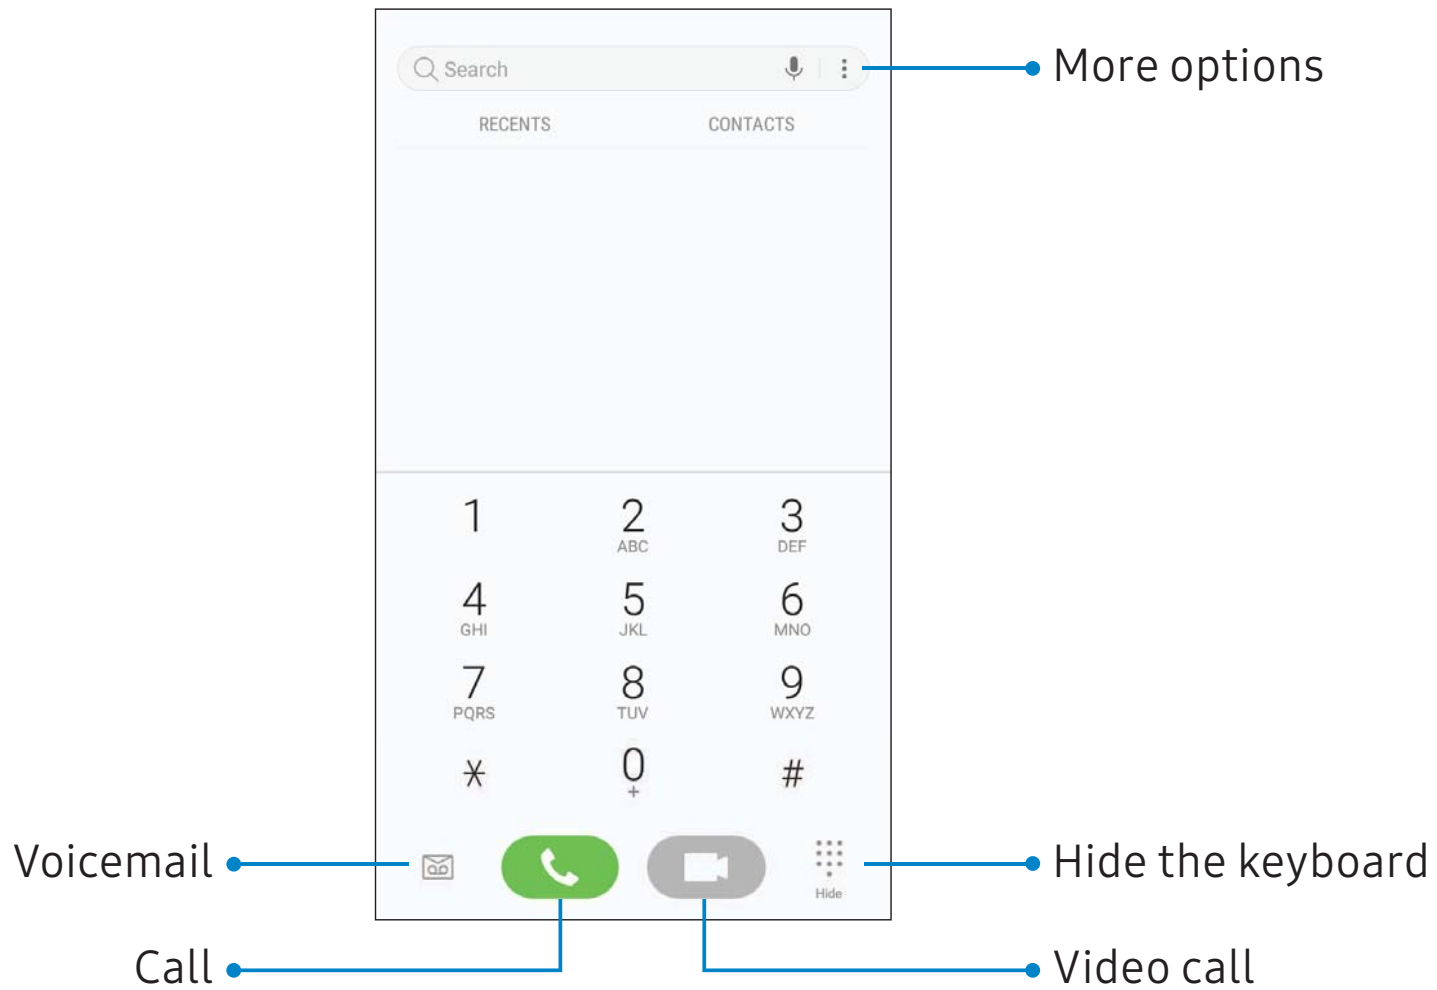 Search
More options
RECENTS CONTACTS
1 2 3
ABC DEF
4 5 6
GHI JKL MNO
7 8 9
PQRS TUV WXYZ
* 0 #
+
Voicemail
Hide the keyboard
Hide
Call
Video call